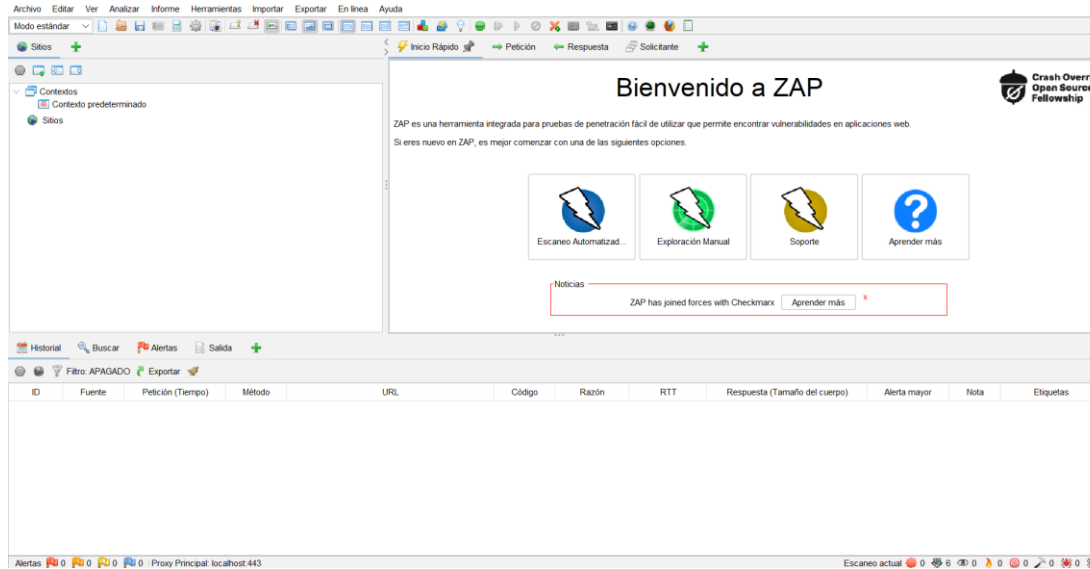 Archivo Editar Ver Analizar Informe Herramientas Importar Exportar En línea Ayuda
Modo estándar
Sitios
Inicio Rápido Petición Respuesta Solicitante
Contextos
Contexto predeterminado
Sitios
Bienvenido a ZAP
Crash Overr
Open Source
Fellowship
ZAP es una herramienta integrada para pruebas de penetración fácil de utilizar que permite encontrar vulnerabilidades en aplicaciones web.
Si eres nuevo en ZAP, es mejor comenzar con una de las siguientes opciones.
Escaneo Automatizad... Exploración Manual Soporte Aprender más
Noticias
ZAP has joined forces with Checkmarx Aprender más x
Historial Buscar Alertas Salida
Filtro: APAGADO Exportar
ID Fuente Petición (Tiempo) Método URL Código Razón RTT Respuesta (Tamaño del cuerpo) Alerta mayor Nota Etiquetas
Alertas 0 0 0 0 Proxy Principal: localhost:443 Escaneo actual 0 6 0 0 0 0 0